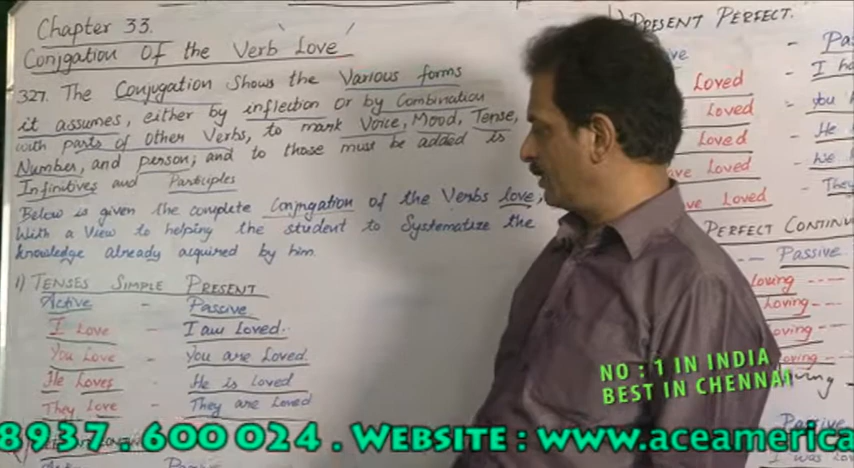 Chapter 33.
Conjgation Of the Verb Love
327. The Conjugation Shows the Various forms
it assumes, either by inflection or by Combination
with parts of Other Verbs, to mark Voice, Mood, Tense,
Number, and person; and to those must be added is
Infinitives and Participles
Below is given the complete Conjugation of the Verbs love,
With a View to helping the student to Systematize the
knowledge already acquired by him.
1) TENSES SIMPLE PRESENT
Active - Passive
I Love - I am Loved.
You Love - You are Loved
He Loves - He is Loved
They Love - They are Loved
PRESENT PERFECT.
Loved - I
Loved - you
Loved - He
Loved - We
Loved - They
PERFECT CONTINU
Passive
Loving
Loving
Loving
Loving
Passive
I was
NO : 1 IN INDIA
BEST IN CHENNAI
8937 . 600 024 . WEBSITE : www.aceamerica